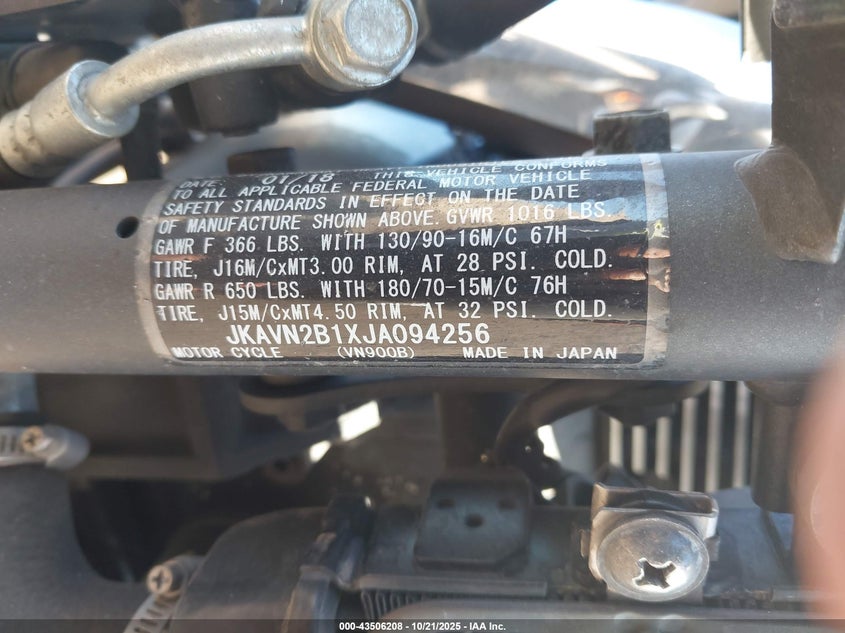 DATE 01/18 THIS VEHICLE CONFORMS
TO ALL APPLICABLE FEDERAL MOTOR VEHICLE
SAFETY STANDARDS IN EFFECT ON THE DATE
OF MANUFACTURE SHOWN ABOVE. GVWR 1016 LBS.
GAWR F 366 LBS. WITH 130/90-16M/C 67H
TIRE, J16M/CxMT3.00 RIM, AT 28 PSI. COLD.
GAWR R 650 LBS. WITH 180/70-15M/C 76H
TIRE, J15M/CxMT4.50 RIM, AT 32 PSI. COLD.
JKAVN2B1XJA094256
MOTOR CYCLE (VN900B) MADE IN JAPAN
000-43506208 - 10/21/2025 - IAA Inc.